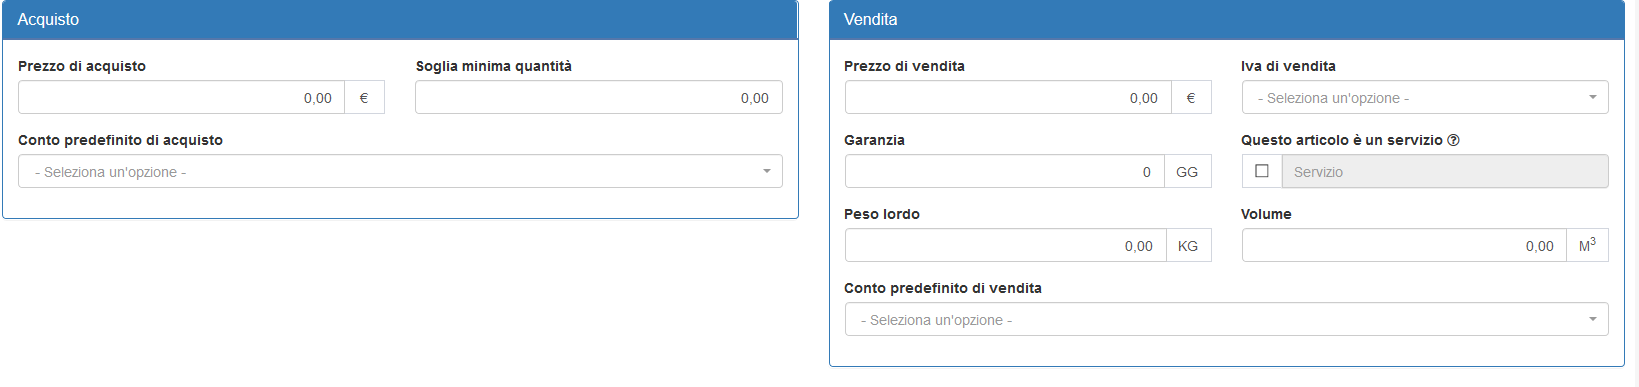 Acquisto
Prezzo di acquisto
Soglia minima quantità
0,00 €
0,00
Conto predefinito di acquisto
- Seleziona un'opzione -
Vendita
Prezzo di vendita
Iva di vendita
0,00 €
- Seleziona un'opzione -
Garanzia
Questo articolo è un servizio
0 GG
Servizio
Peso lordo
Volume
0,00 KG
0,00 M³
Conto predefinito di vendita
- Seleziona un'opzione -